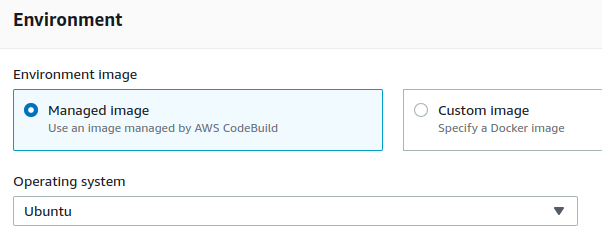 Environment
Environment image
Managed image
Use an image managed by AWS CodeBuild
Custom image
Specify a Docker image
Operating system
Ubuntu